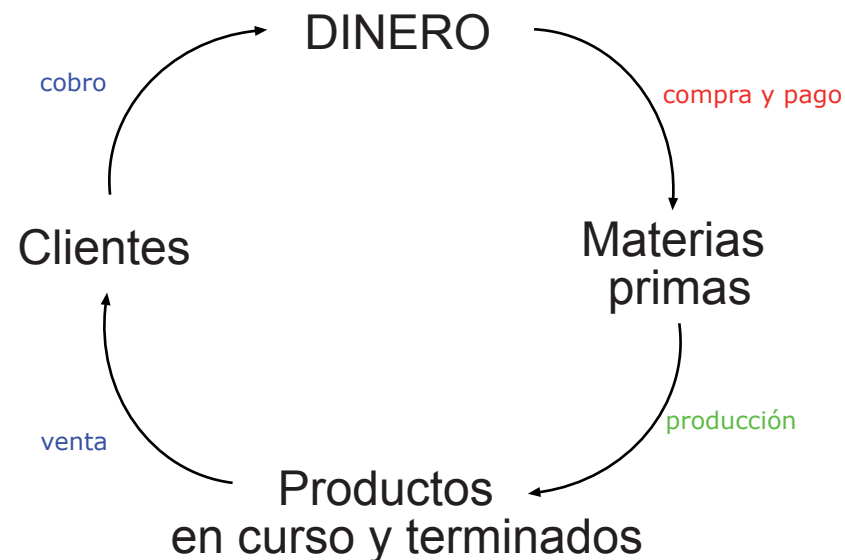 DINERO
cobro
compra y pago
Clientes
Materias
primas
producción
venta
Productos
en curso y terminados